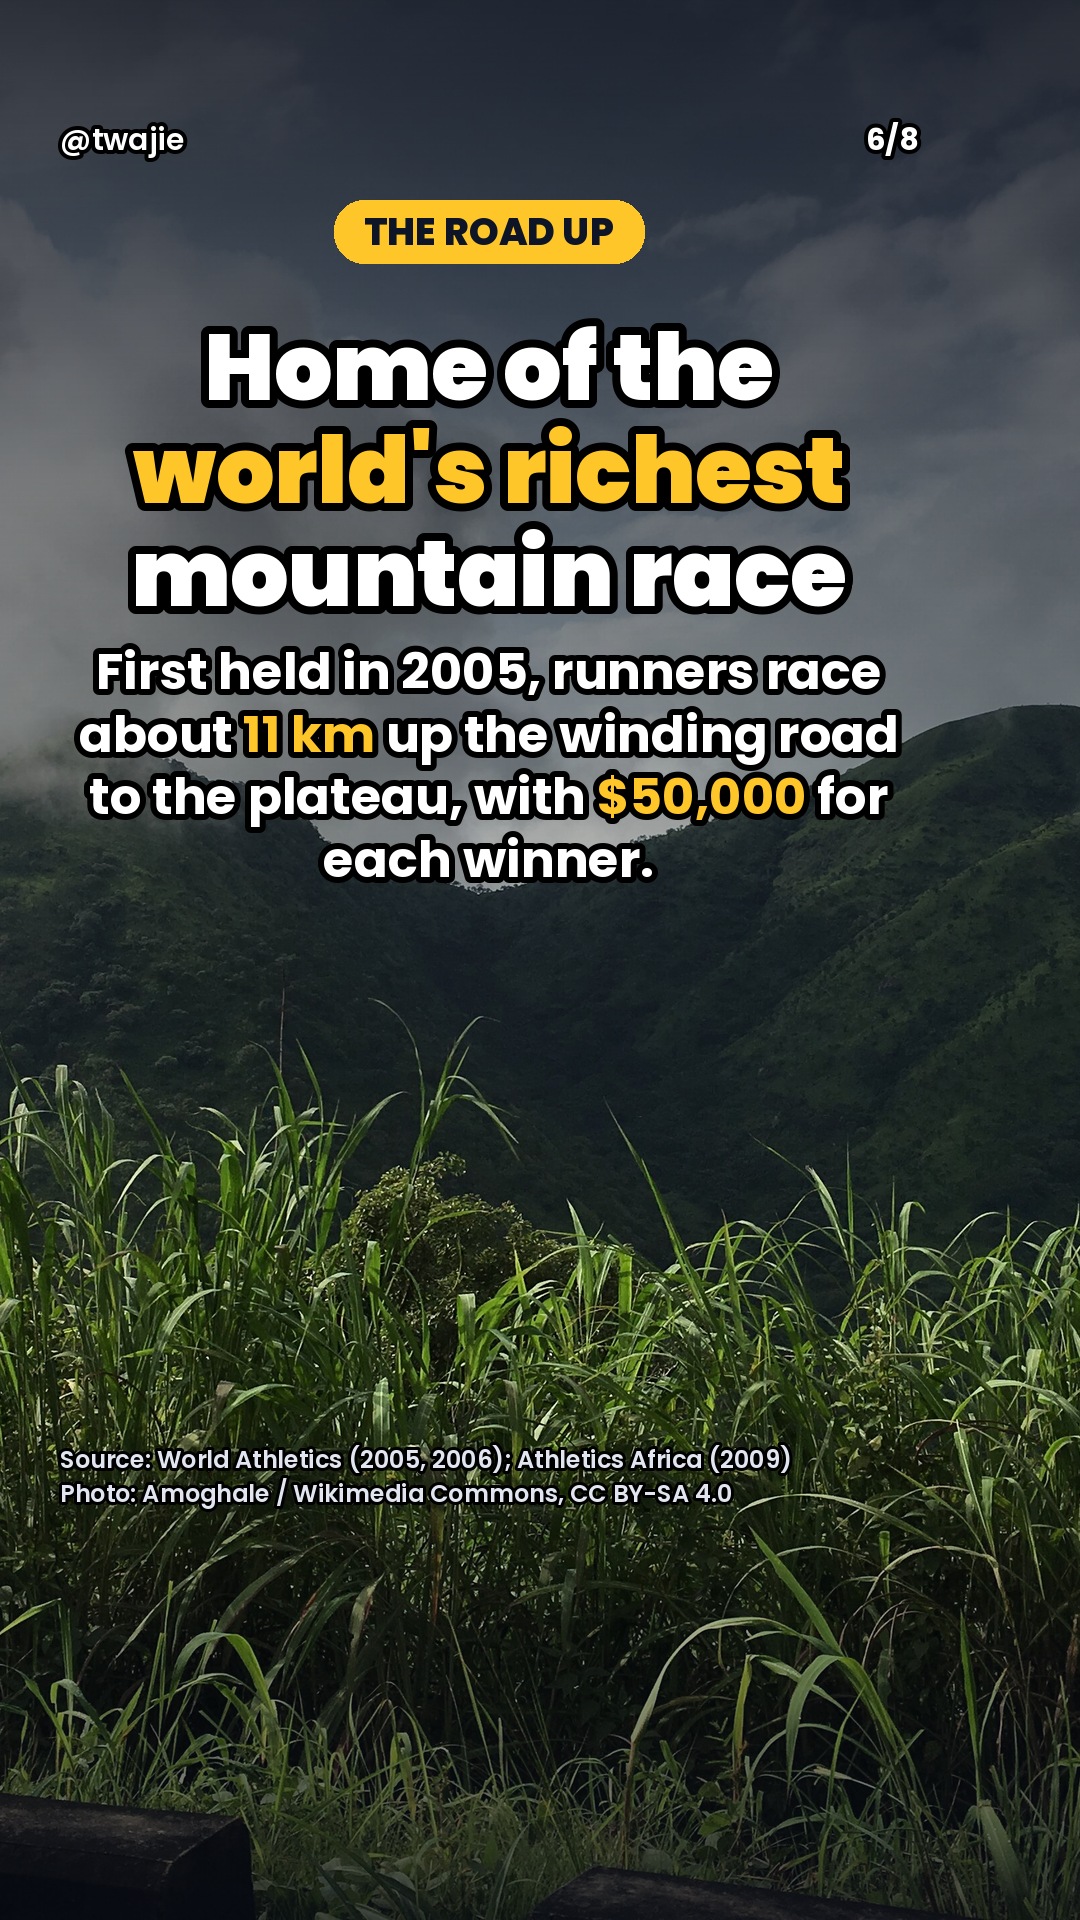 @twajie
6/8
THE ROAD UP
Home of the
world's richest
mountain race
First held in 2005, runners race
about 11 km up the winding road
to the plateau, with $50,000 for
each winner.
Source: World Athletics (2005, 2006); Athletics Africa (2009)
Photo: Amoghale / Wikimedia Commons, CC BY-SA 4.0